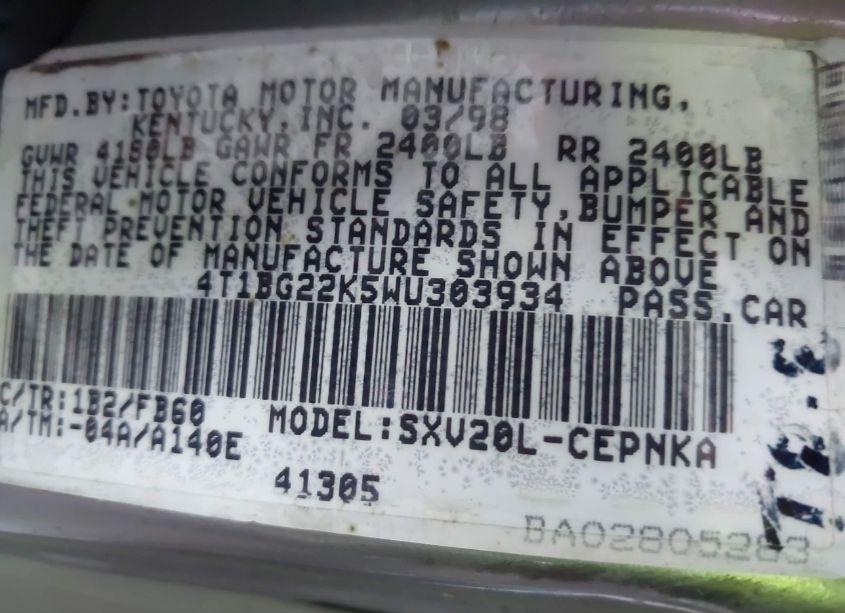 MFD.BY:TOYOTA MOTOR MANUFACTURING,
KENTUCKY,INC. 03/98
GVWR 4180LB GAWR FR 2400LB RR 2400LB
THIS VEHICLE CONFORMS TO ALL APPLICABLE
FEDERAL MOTOR VEHICLE SAFETY,BUMPER AND
THEFT PREVENTION STANDARDS IN EFFECT ON
THE DATE OF MANUFACTURE SHOWN ABOVE
4T1BG22K5WU303934 PASS.CAR
C/TR:1B2/FB60
A/TM:-04A/A140E
MODEL:SXV20L-CEPNKA
41305
BA02805283